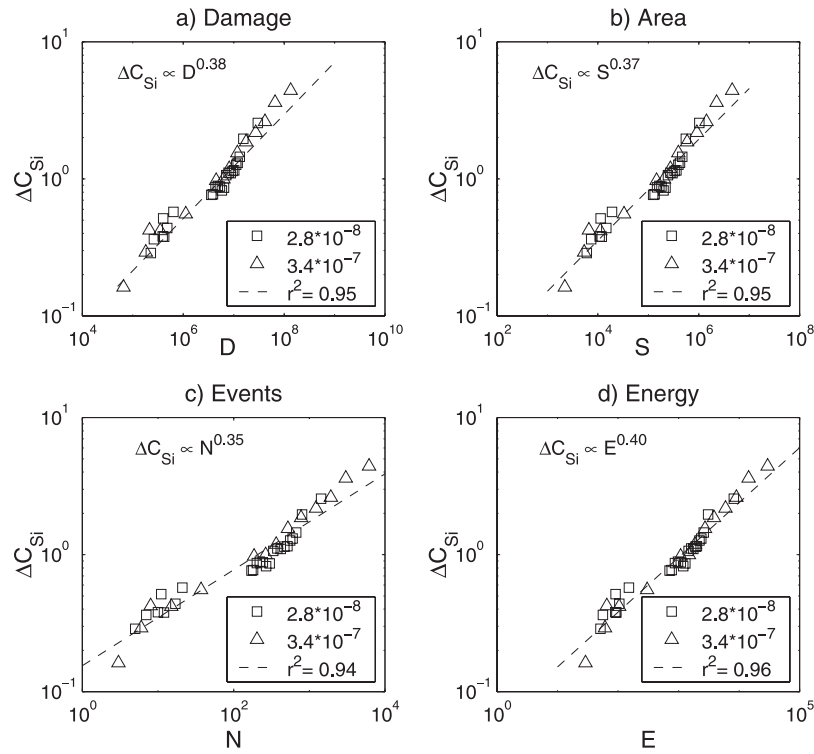 a) Damage
ΔC_Si ∝ D^0.38
ΔC_Si
10^1
10^0
10^-1
2.8*10^-8
3.4*10^-7
r^2 = 0.95
10^4 10^6 10^8 10^10
D
b) Area
ΔC_Si ∝ S^0.37
ΔC_Si
10^1
10^0
10^-1
2.8*10^-8
3.4*10^-7
r^2 = 0.95
10^2 10^4 10^6 10^8
S
c) Events
ΔC_Si ∝ N^0.35
ΔC_Si
10^1
10^0
10^-1
2.8*10^-8
3.4*10^-7
r^2 = 0.94
10^0 10^2 10^4
N
d) Energy
ΔC_Si ∝ E^0.40
ΔC_Si
10^1
10^0
10^-1
2.8*10^-8
3.4*10^-7
r^2 = 0.96
10^0 10^5
E